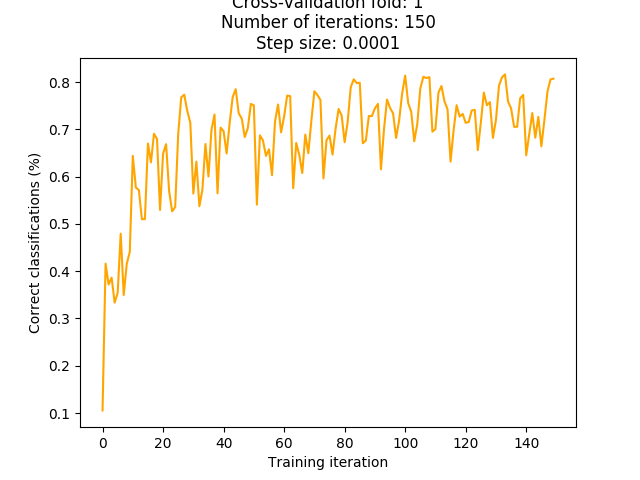 Cross-validation fold: 1
Number of iterations: 150
Step size: 0.0001
0.8
0.7
0.6
0.5
0.4
0.3
0.2
0.1
Correct classifications (%)
0 20 40 60 80 100 120 140
Training iteration